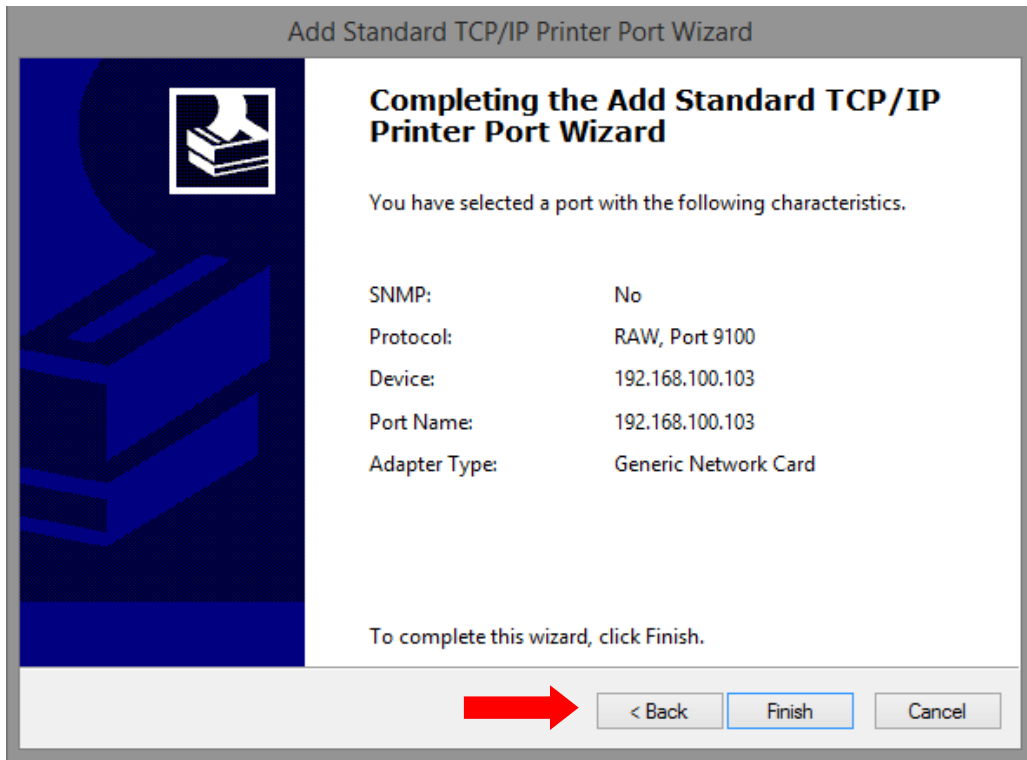 Add Standard TCP/IP Printer Port Wizard
Completing the Add Standard TCP/IP
Printer Port Wizard
You have selected a port with the following characteristics.
SNMP: No
Protocol: RAW, Port 9100
Device: 192.168.100.103
Port Name: 192.168.100.103
Adapter Type: Generic Network Card
To complete this wizard, click Finish.
< Back Finish Cancel